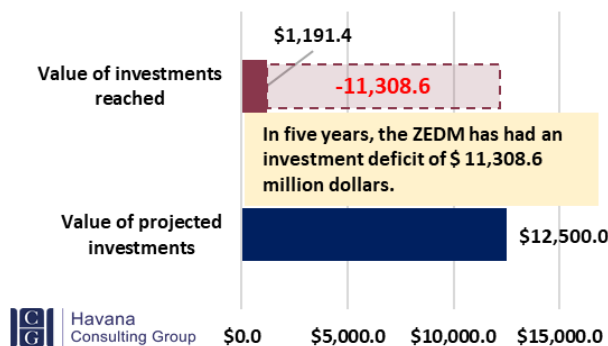 $1,191.4
Value of investments
reached
-11,308.6
In five years, the ZEDM has had an
investment deficit of $ 11,308.6
million dollars.
Value of projected
investments
$12,500.0
C
G
Havana
Consulting Group
$0.0 $5,000.0 $10,000.0 $15,000.0